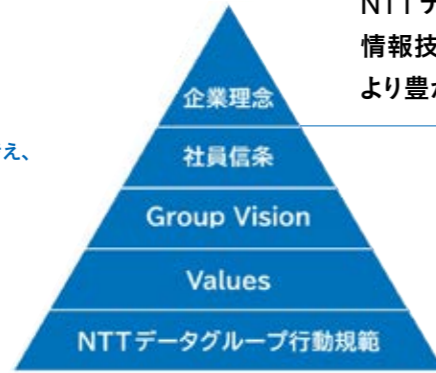 NTTデ
情報技
より豊か
え、
企業理念
社員信条
Group Vision
Values
NTTデータグループ行動規範